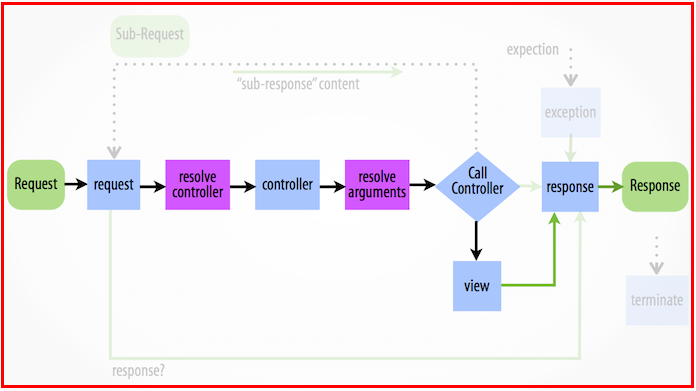 Sub-Request
expection
"sub-response" content
exception
Request
request
resolve
controller
controller
resolve
arguments
Call
Controller
response
Response
view
terminate
response?